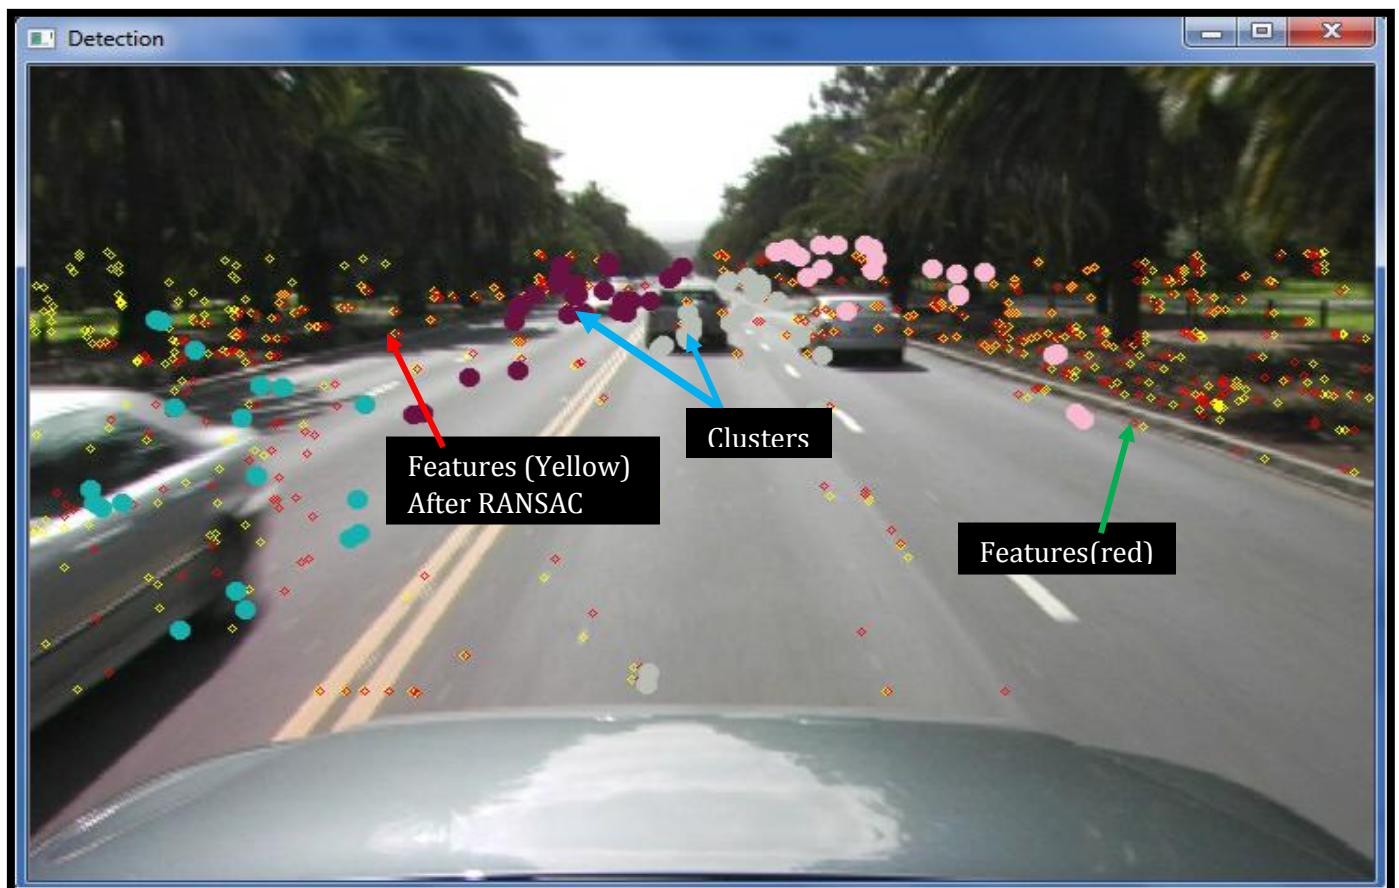 Detection
Clusters
Features (Yellow)
After RANSAC
Features(red)